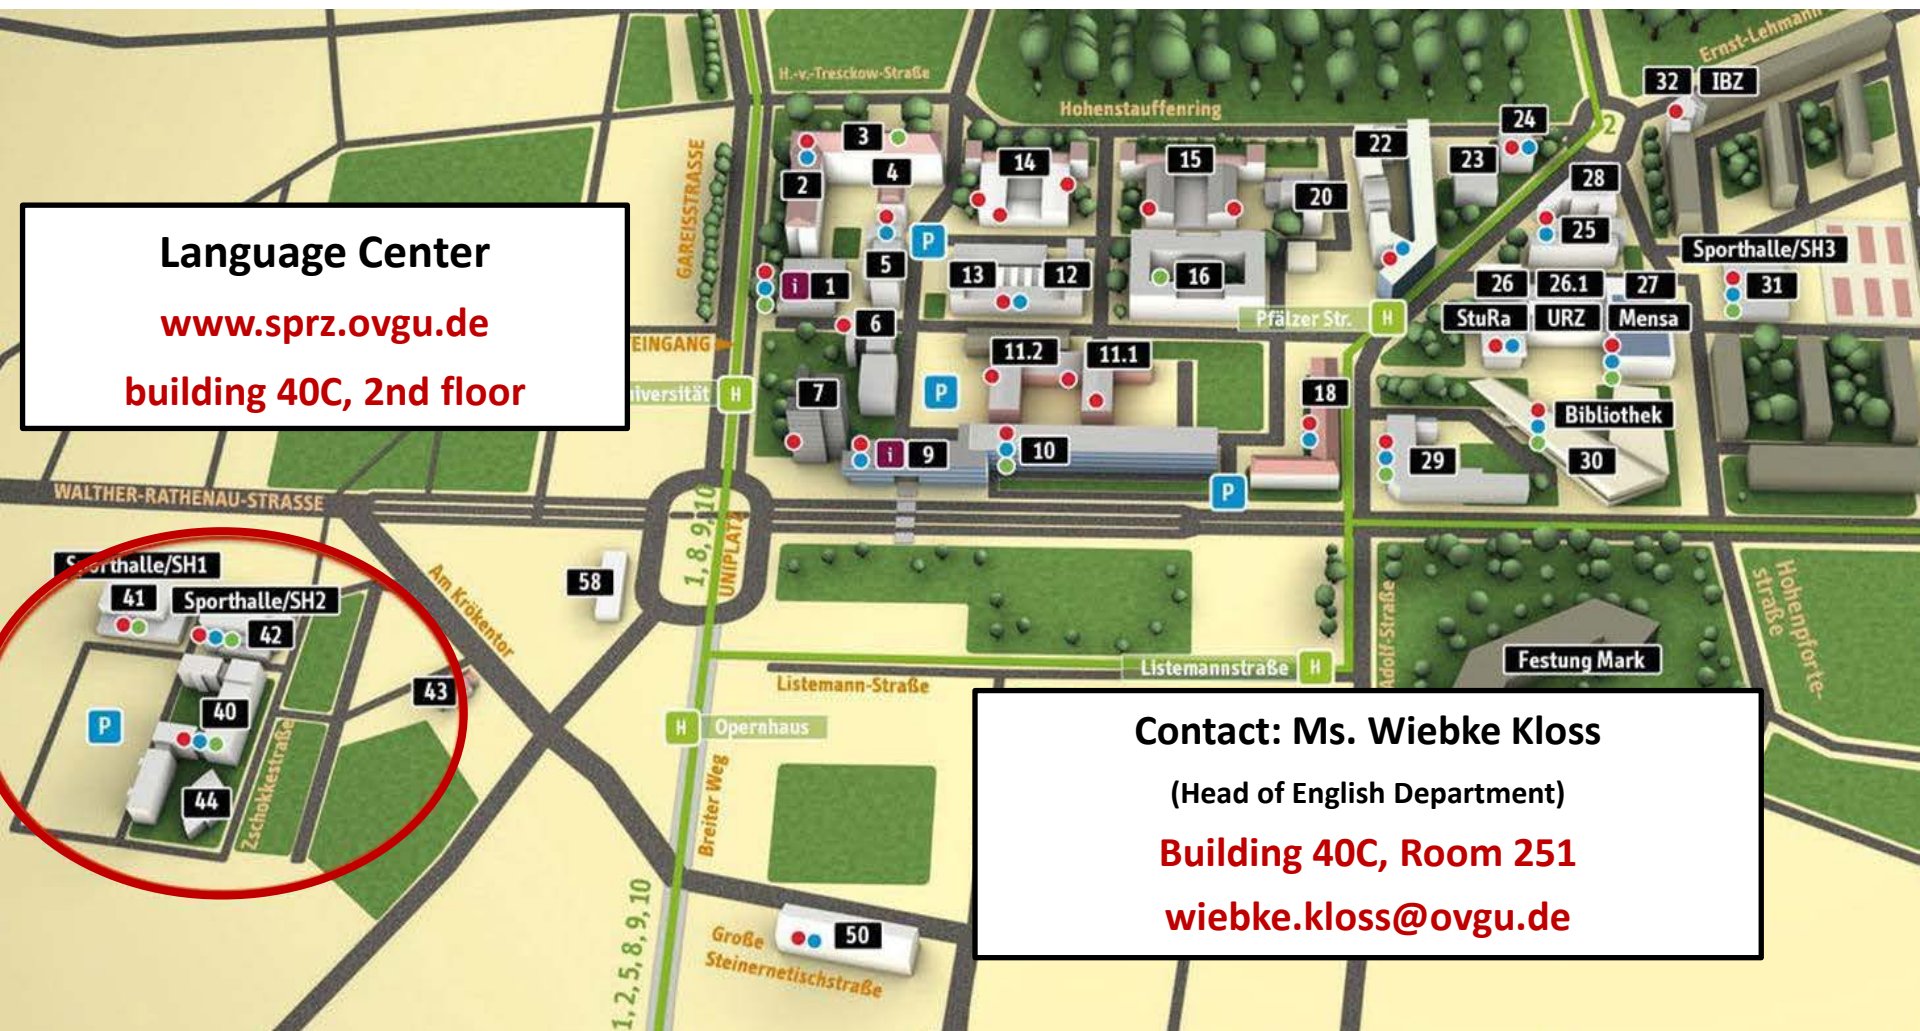 H.-v.-Tresckow-Straße
Hohenstauffenring
Ernst-Lehmann
32 IBZ
2
24
22
23
3
14
15
4
2
28
20
25
GAREISSTRASSE
P
Sporthalle/SH3
Language Center
www.sprz.ovgu.de
building 40C, 2nd floor
5
13
12
16
i 1
26
26.1
27
31
Pfälzer Str. H
StuRa
URZ
Mensa
6
EINGANG
11.2
11.1
iversität H
7
P
18
Bibliothek
i 9
10
29
30
P
WALTHER-RATHENAU-STRASSE
1, 8, 9, 10
UNIPLATZ
Sporthalle/SH1
41
Sporthalle/SH2
42
Am Krökentor
58
Adolf-Straße
Hohenpforte-
straße
Festung Mark
Listemannstraße H
Listemann-Straße
43
40
P
44
Zschokkestraße
H Opernhaus
Breiter Weg
Contact: Ms. Wiebke Kloss
(Head of English Department)
Building 40C, Room 251
wiebke.kloss@ovgu.de
1, 2, 5, 8, 9, 10
50
Große
Steinernetischstraße